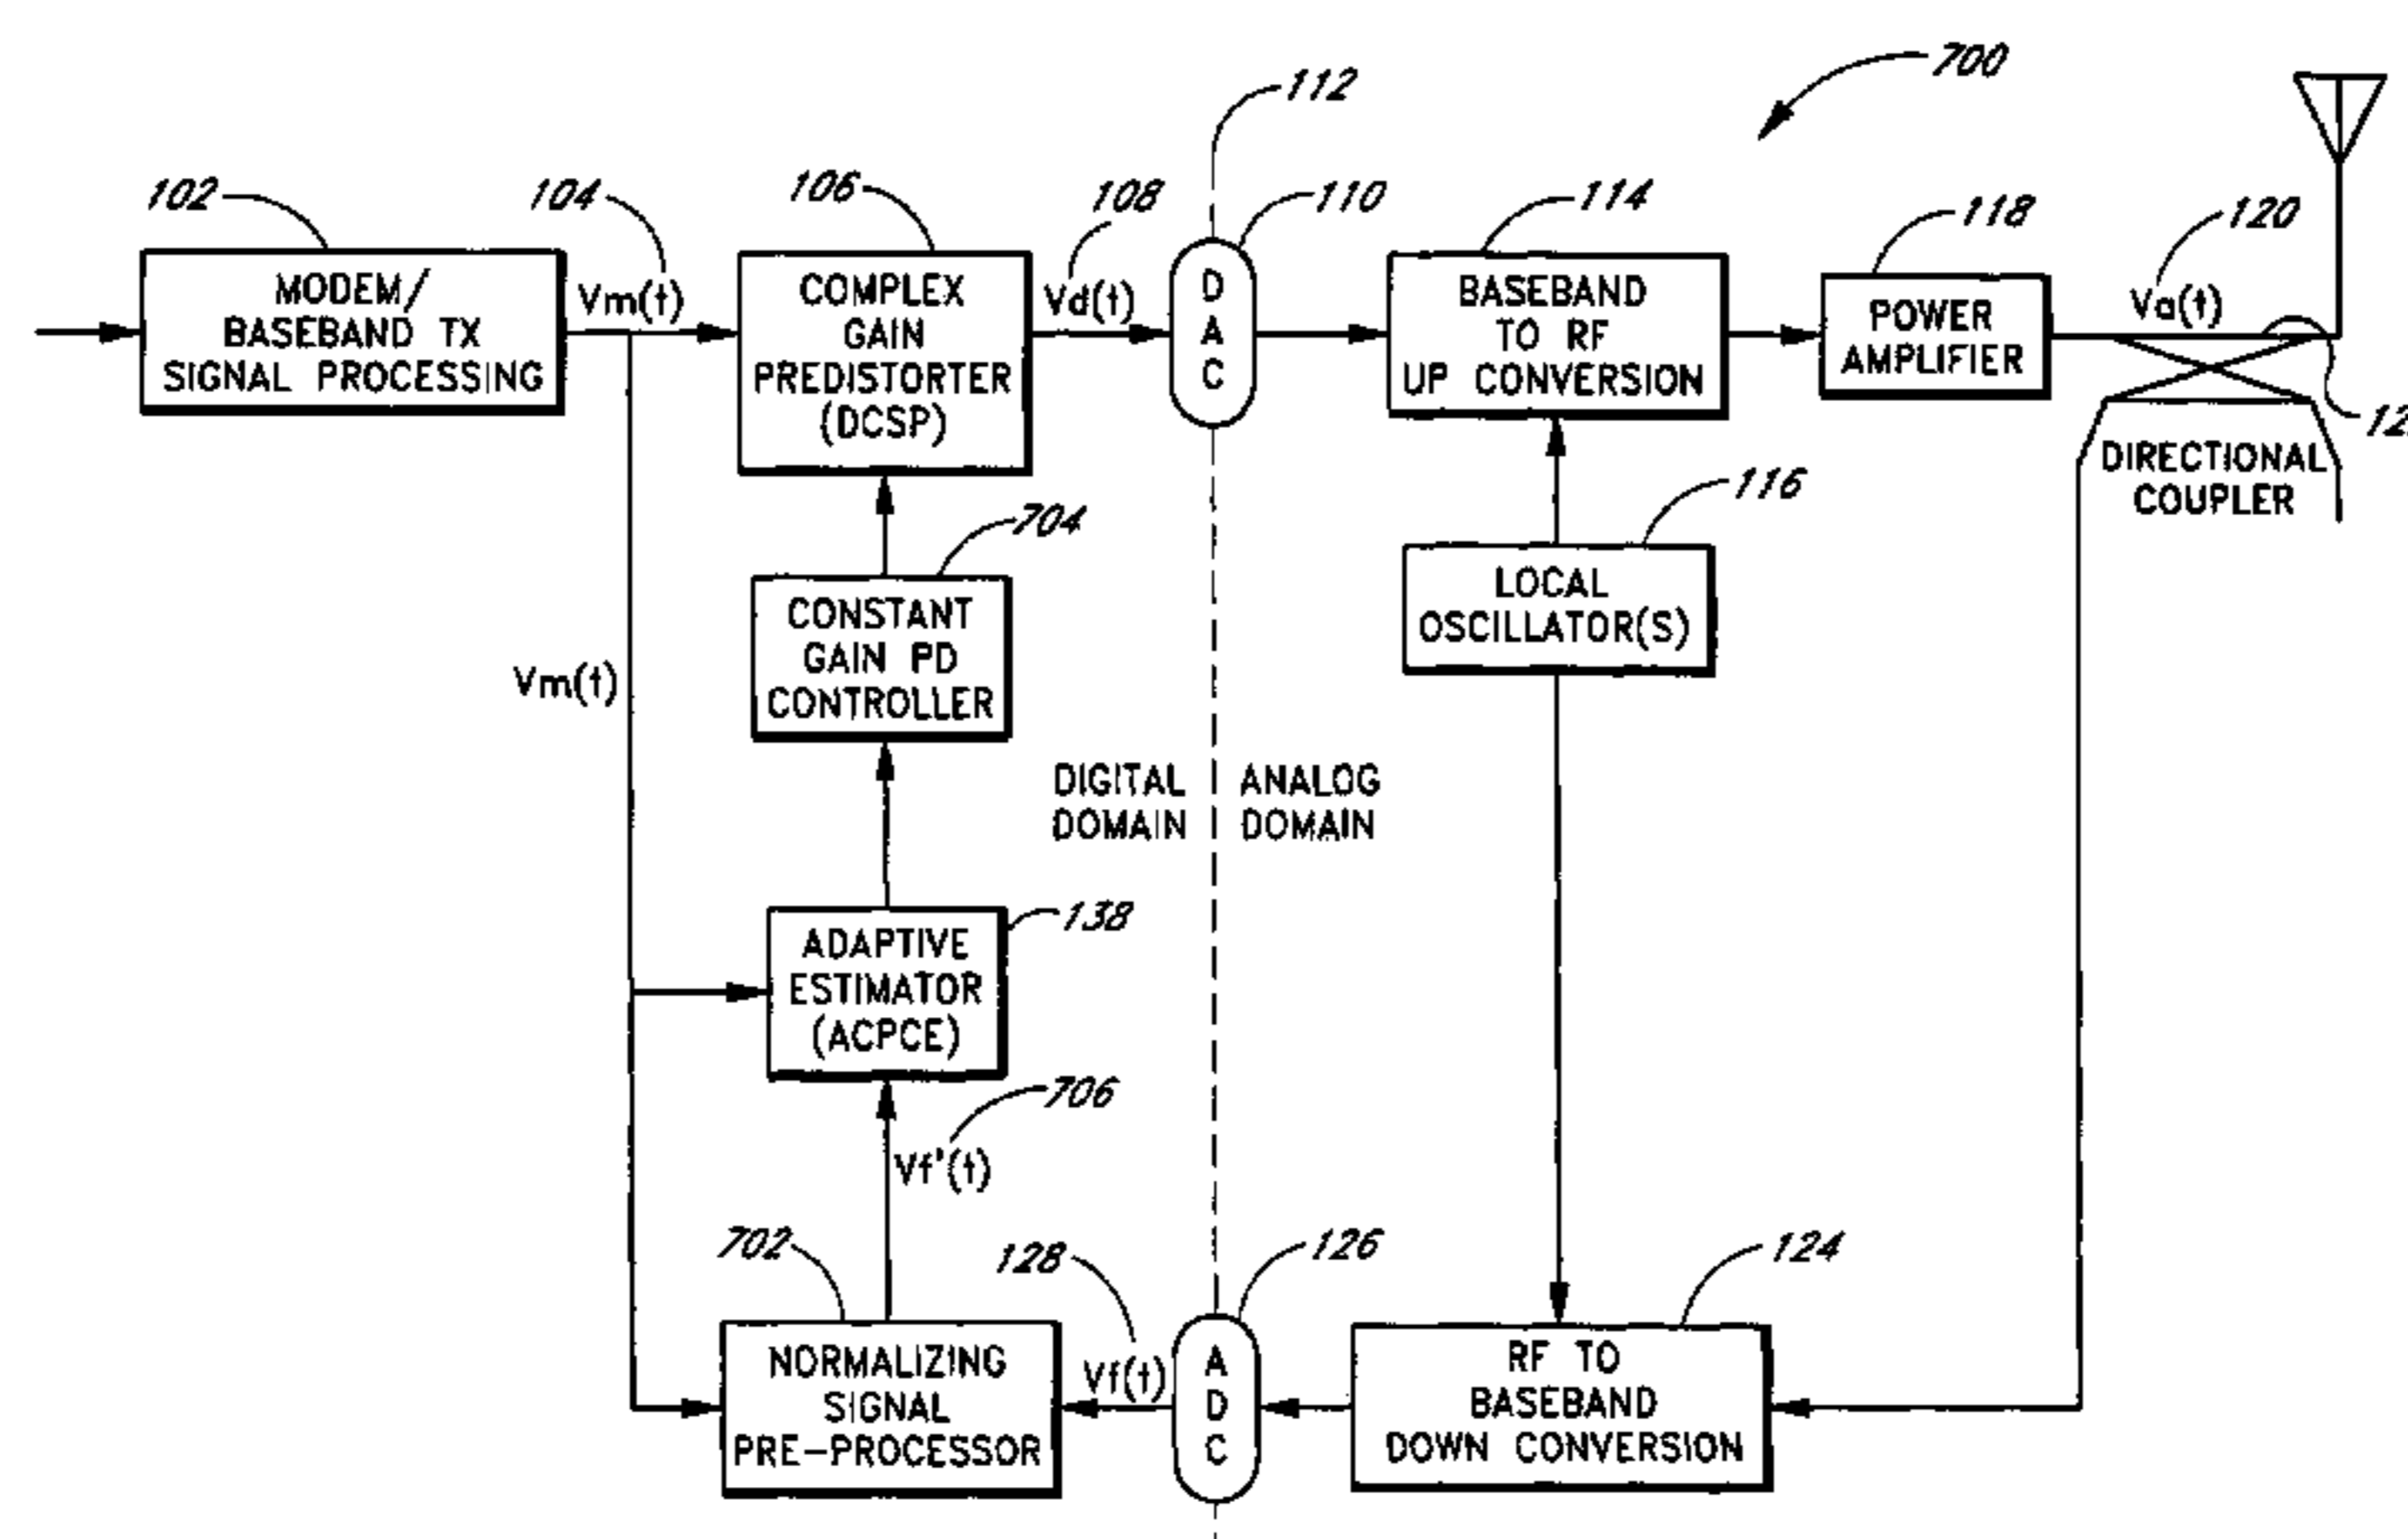 700
112
102
104
106
108
110
114
118
120
MODEM/
BASEBAND TX
SIGNAL PROCESSING
Vm(t)
COMPLEX
GAIN
PREDISTORTER
(DCSP)
Vd(t)
D
A
C
BASEBAND
TO RF
UP CONVERSION
POWER
AMPLIFIER
Va(t)
DIRECTIONAL
COUPLER
704
116
CONSTANT
GAIN PD
CONTROLLER
LOCAL
OSCILLATOR(S)
Vm(t)
DIGITAL
DOMAIN
ANALOG
DOMAIN
138
ADAPTIVE
ESTIMATOR
(ACPCE)
706
Vf'(t)
702
128
126
124
NORMALIZING
SIGNAL
PRE-PROCESSOR
Vf(t)
A
D
C
RF TO
BASEBAND
DOWN CONVERSION